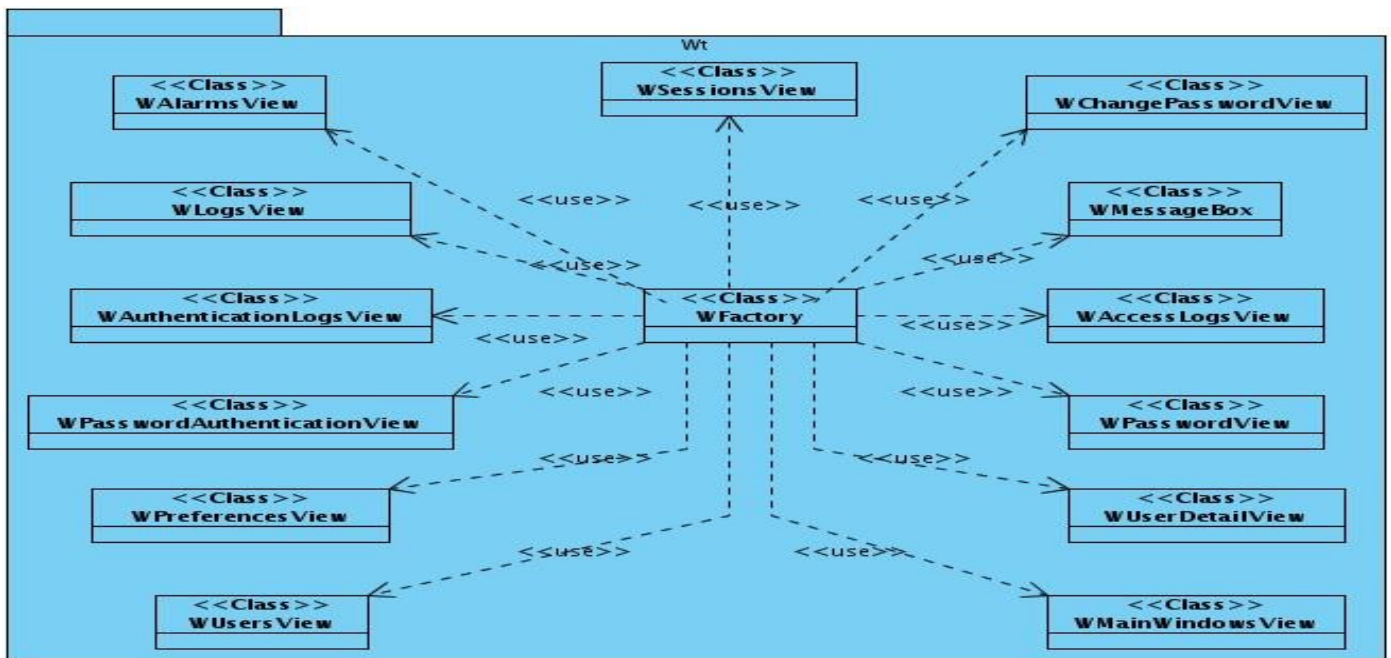 Wt
<<Class>>
WAlarmsView
<<Class>>
WSessionsView
<<Class>>
WChangePasswordView
<<Class>>
WLogsView
<<use>>
<<use>>
<<use>>
<<Class>>
WMessageBox
<<use>>
<<use>>
<<Class>>
WAuthenticationLogsView
<<Class>>
WFactory
<<Class>>
WAccessLogsView
<<use>>
<<use>>
<<Class>>
WPasswordAuthenticationView
<<use>>
<<use>>
<<Class>>
WPasswordView
<<use>>
<<use>>
<<Class>>
WPreferencesView
<<Class>>
WUserDetailView
<<use>>
<<use>>
<<Class>>
WUsersView
<<Class>>
WMainWindowsView